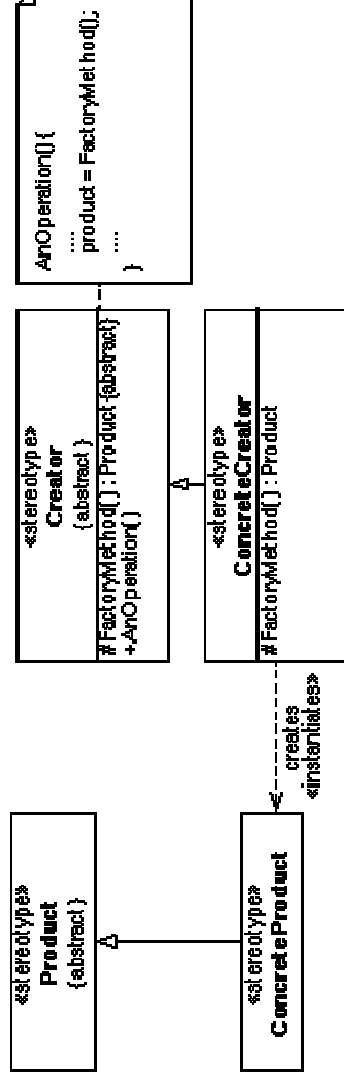 «stereotype»
Product
{abstract}
«stereotype»
ConcreteProduct
creates
«instantiates»
«stereotype»
Creator
{abstract}
# FactoryMethod() : Product {abstract}
+AnOperation()
«stereotype»
ConcreteCreator
# FactoryMethod() : Product
AnOperation() {
....
product = FactoryMethod();
....
}